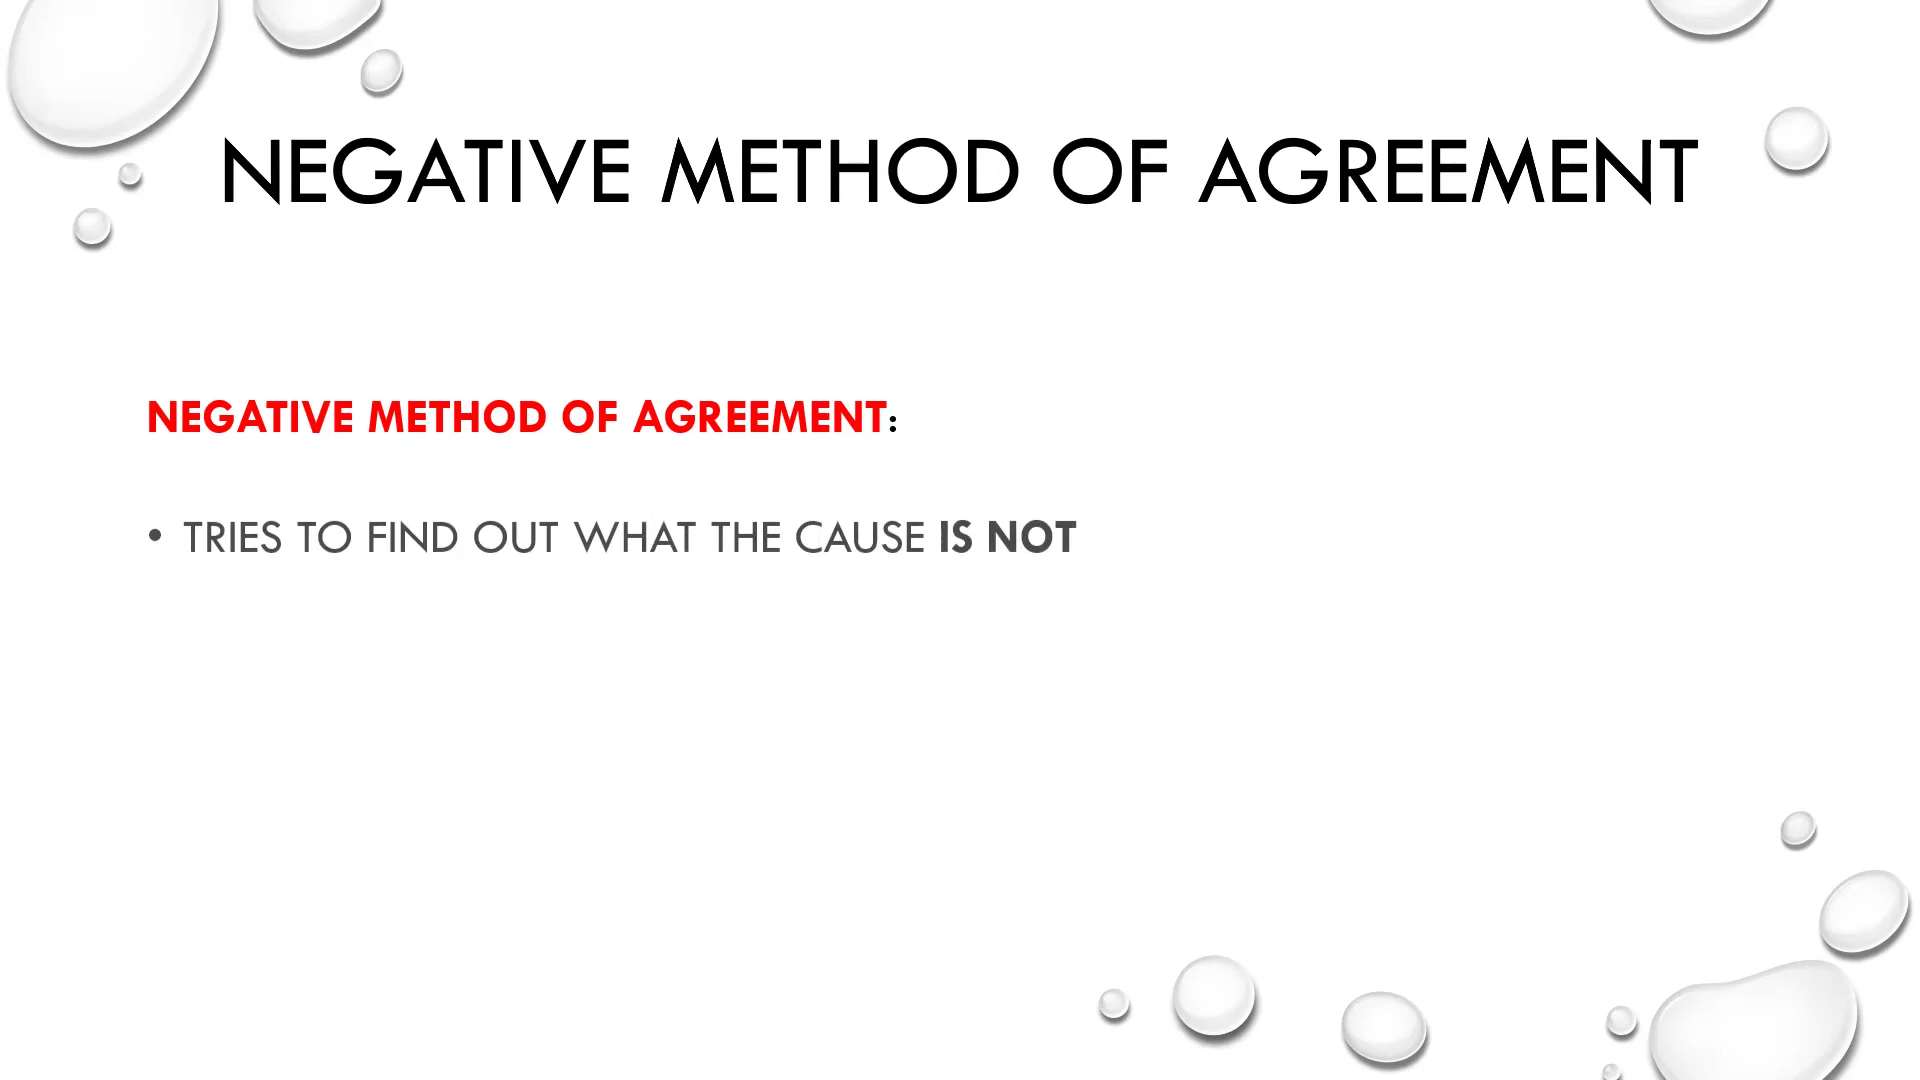 NEGATIVE METHOD OF AGREEMENT
NEGATIVE METHOD OF AGREEMENT:
• TRIES TO FIND OUT WHAT THE CAUSE IS NOT